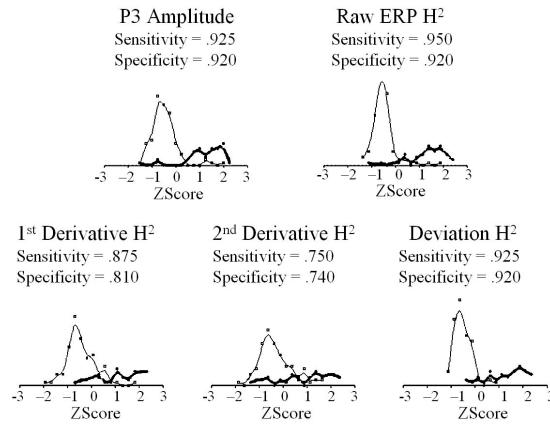 P3 Amplitude
Sensitivity = .925
Specificity = .920
-3 –2 –1 0 1 2 3
ZScore
Raw ERP H²
Sensitivity = .950
Specificity = .920
-3 –2 –1 0 1 2 3
ZScore
1st Derivative H²
Sensitivity = .875
Specificity = .810
-3 –2 –1 0 1 2 3
ZScore
2nd Derivative H²
Sensitivity = .750
Specificity = .740
-3 –2 –1 0 1 2 3
ZScore
Deviation H²
Sensitivity = .925
Specificity = .920
-3 –2 –1 0 1 2 3
ZScore